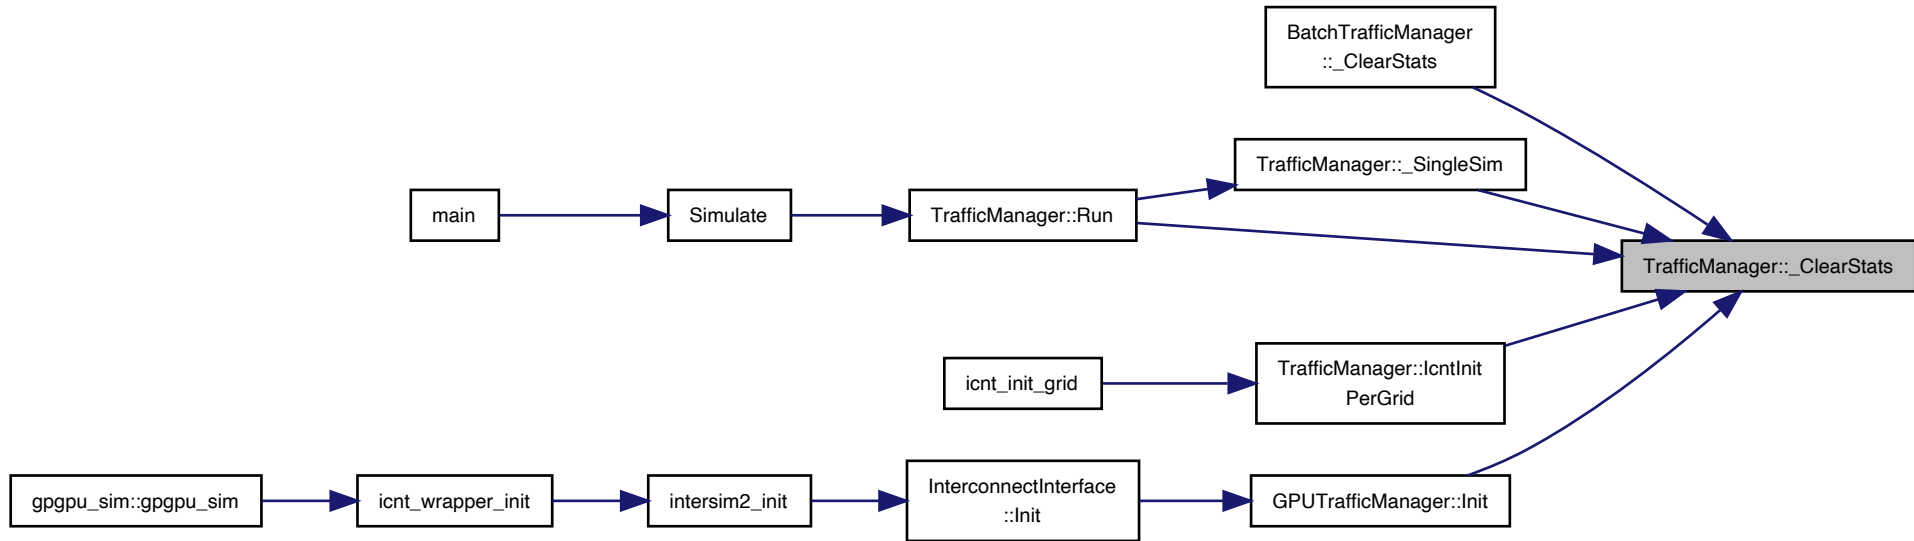 BatchTrafficManager
::_ClearStats
TrafficManager::_SingleSim
main
Simulate
TrafficManager::Run
TrafficManager::_ClearStats
TrafficManager::IcntInit
PerGrid
icnt_init_grid
gpgpu_sim::gpgpu_sim
icnt_wrapper_init
intersim2_init
InterconnectInterface
::Init
GPUTrafficManager::Init